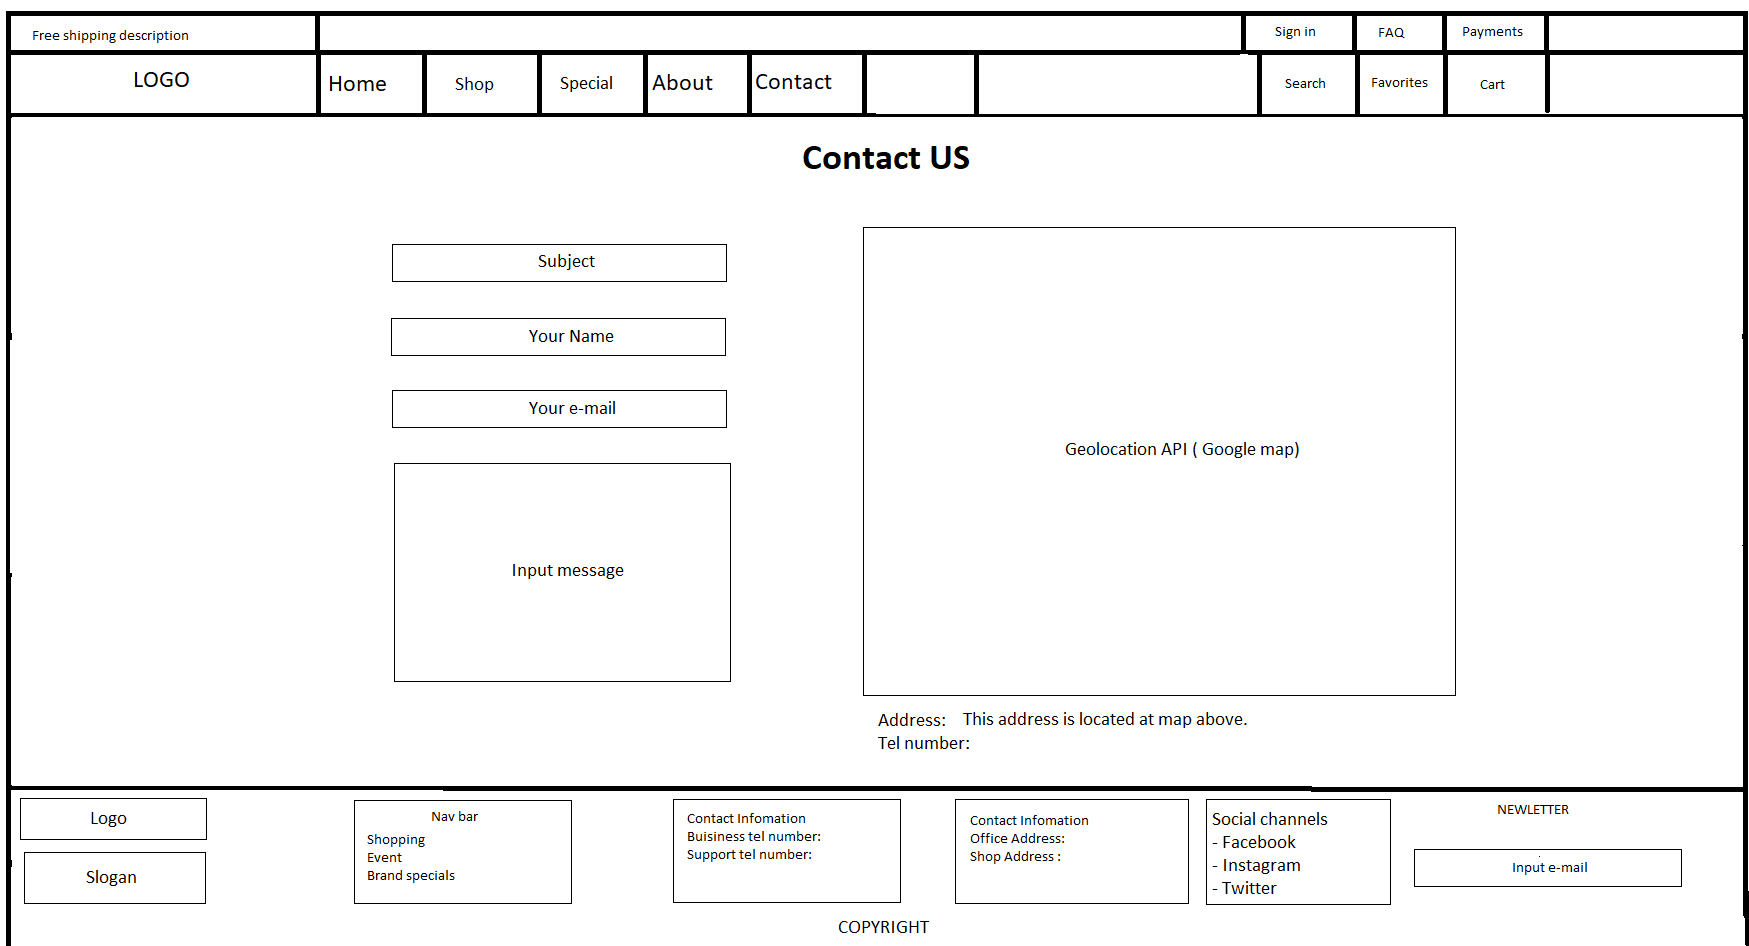 Free shipping description
Sign in
FAQ
Payments
LOGO
Home
Shop
Special
About
Contact
Search
Favorites
Cart
Contact US
Subject
Your Name
Your e-mail
Input message
Geolocation API ( Google map)
Address: This address is located at map above.
Tel number:
Logo
Slogan
Nav bar
Shopping
Event
Brand specials
Contact Infomation
Buisiness tel number:
Support tel number:
Contact Infomation
Office Address:
Shop Address :
Social channels
- Facebook
- Instagram
- Twitter
NEWLETTER
Input e-mail
COPYRIGHT